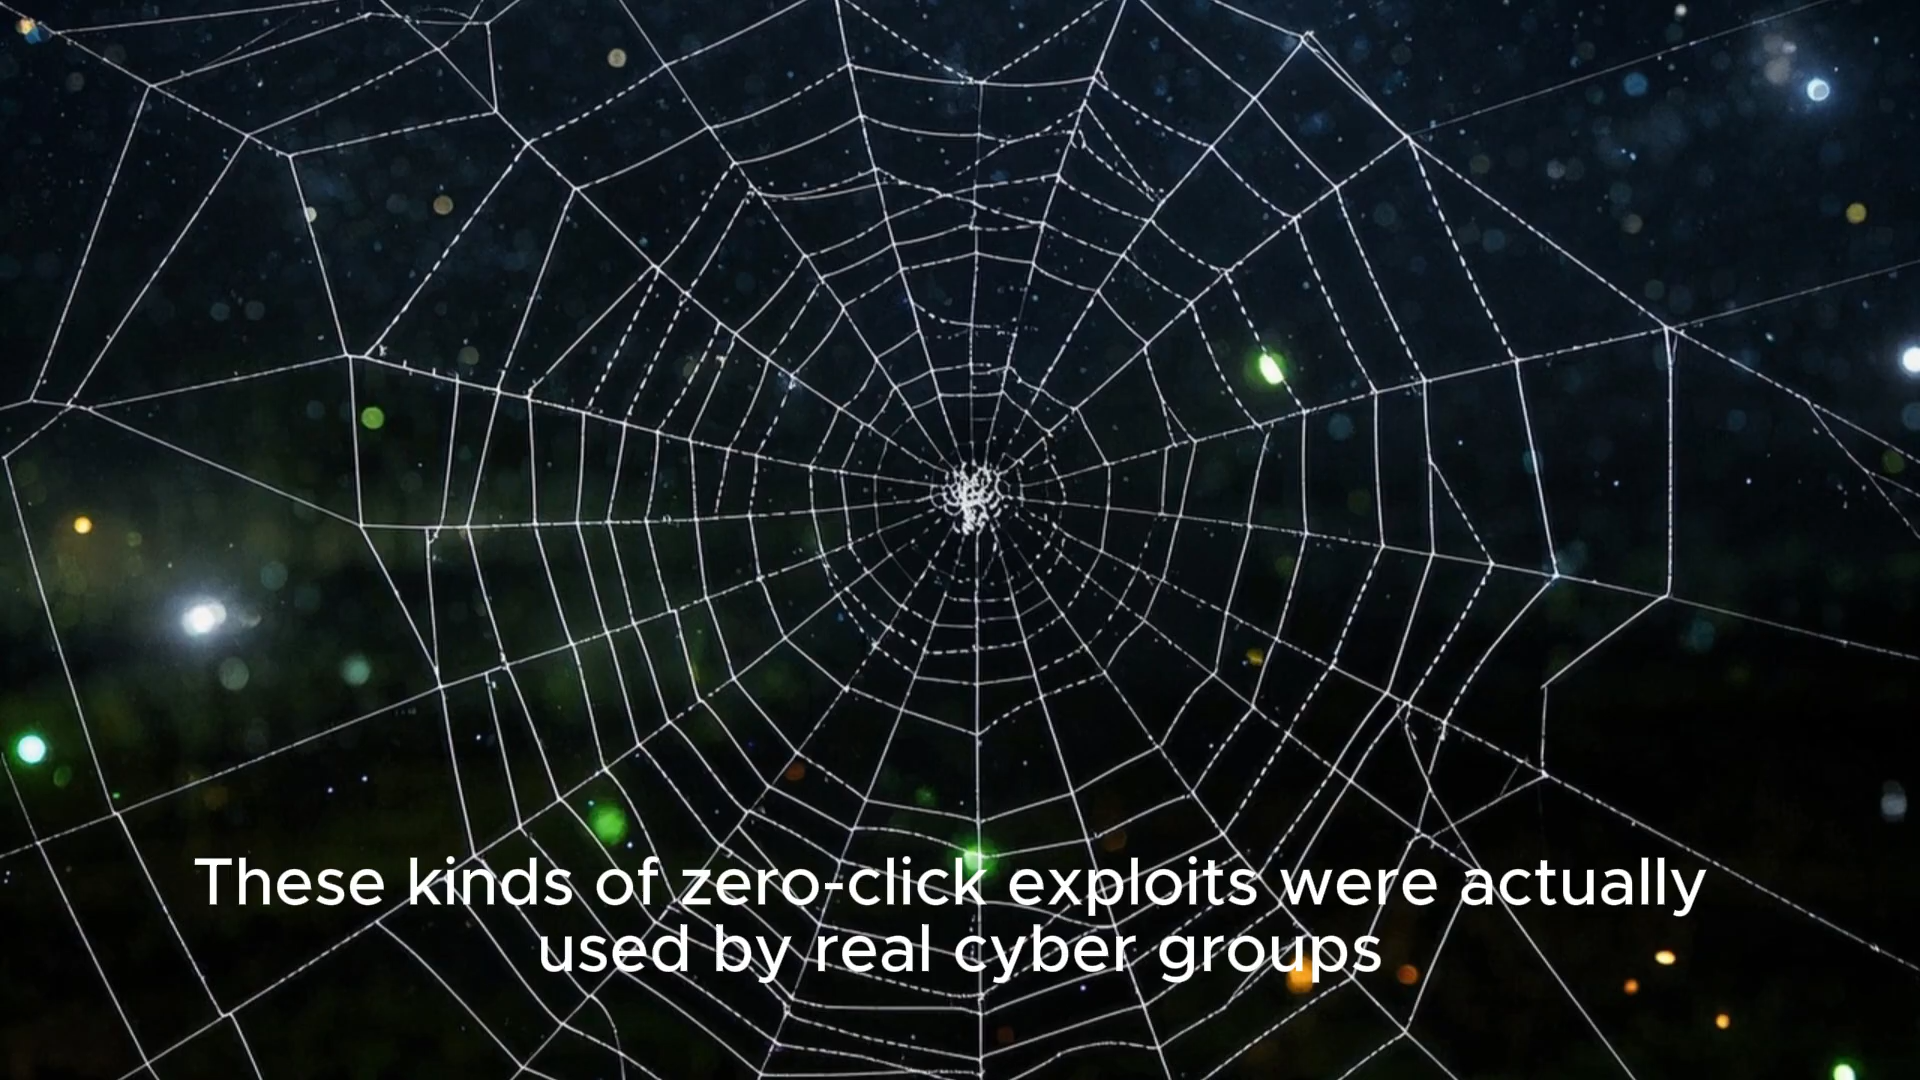 These kinds of zero-click exploits were actually
used by real cyber groups